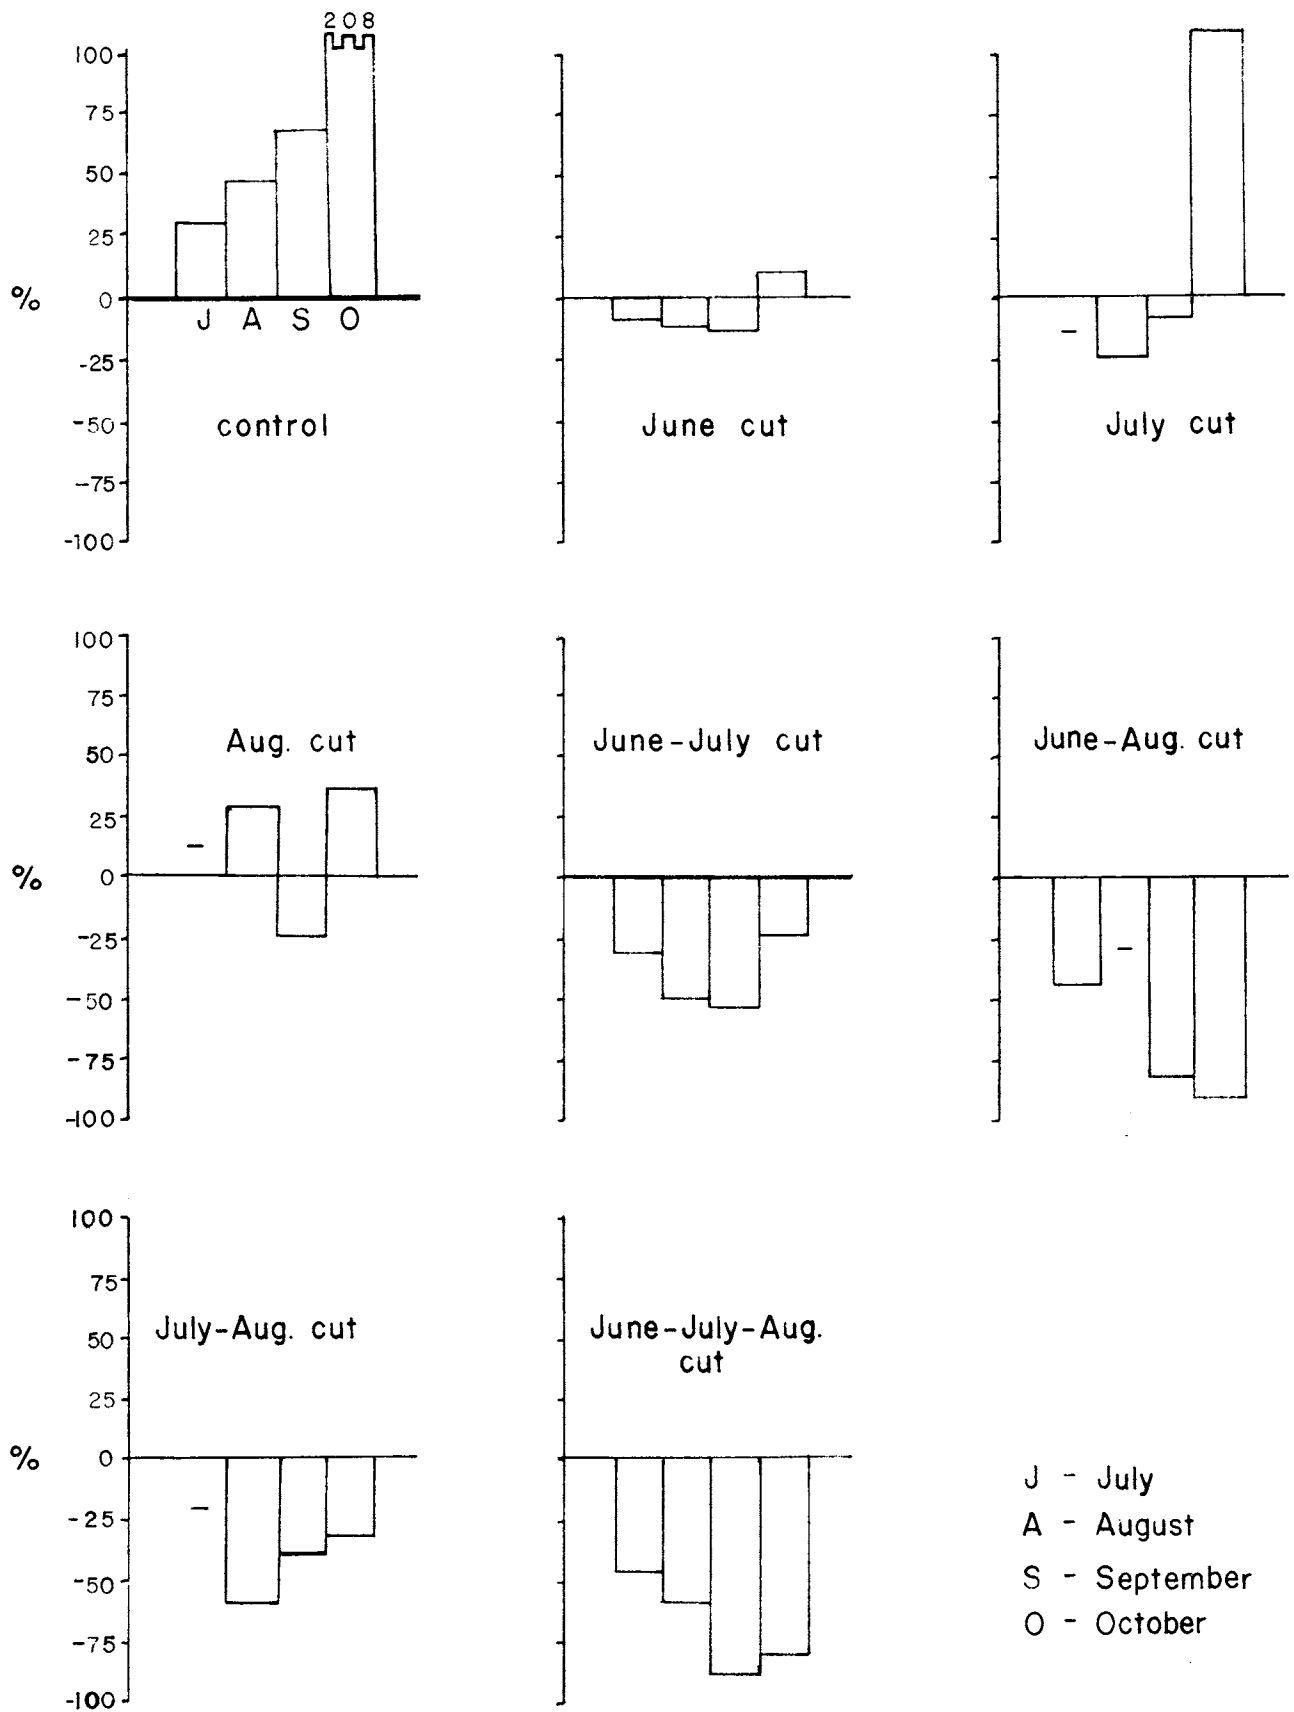 208
100
75
50
25
%
0
J A S O
-25
-50
-75
-100
control
June cut
July cut
100
75
50
25
%
0
-25
-50
-75
-100
Aug. cut
June-July cut
June-Aug. cut
100
75
50
25
%
0
-25
-50
-75
-100
July-Aug. cut
June-July-Aug.
cut
J - July
A - August
S - September
O - October